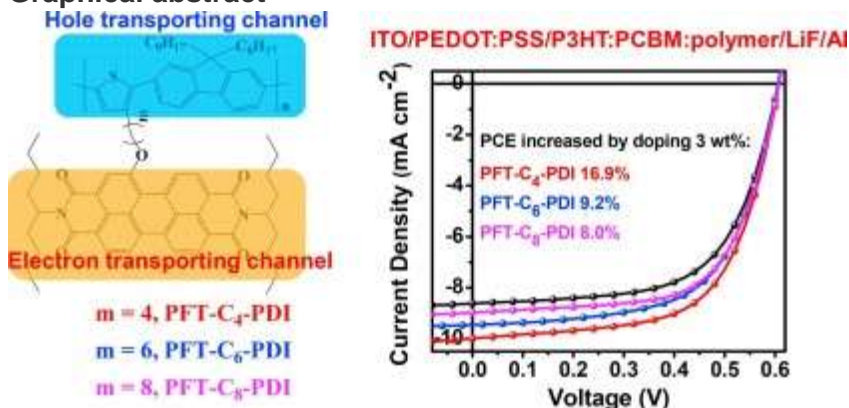 Graphical abstract
Hole transporting channel
C₈H₁₇ C₈H₁₇
S
n
m
O
O O
N N
O O
Electron transporting channel
m = 4, PFT-C₄-PDI
m = 6, PFT-C₆-PDI
m = 8, PFT-C₈-PDI
ITO/PEDOT:PSS/P3HT:PCBM:polymer/LiF/Al
Current Density (mA cm⁻²)
0
-2
-4
-6
-8
-10
PCE increased by doping 3 wt%:
PFT-C₄-PDI 16.9%
PFT-C₆-PDI 9.2%
PFT-C₈-PDI 8.0%
0.0 0.1 0.2 0.3 0.4 0.5 0.6
Voltage (V)